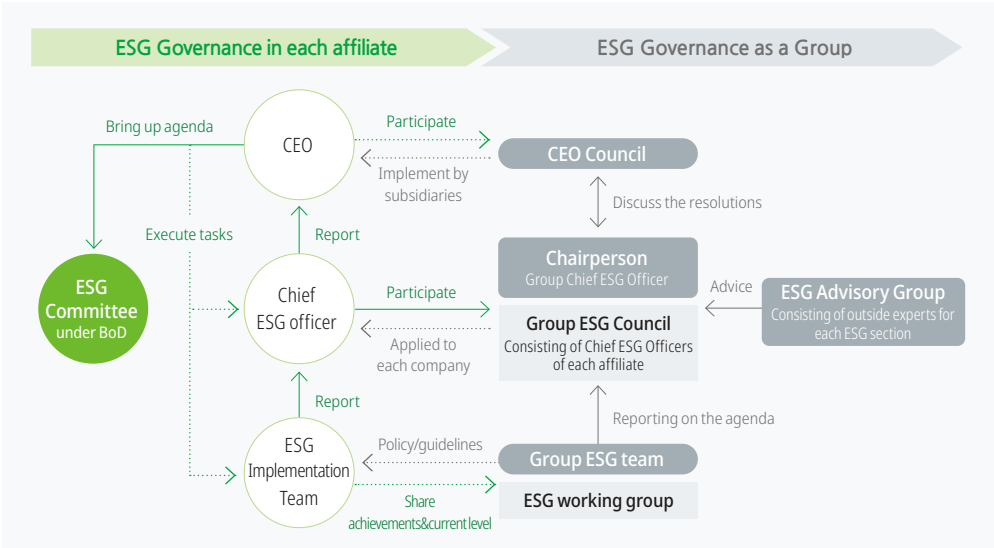 ESG Governance in each affiliate
ESG Governance as a Group
Bring up agenda
CEO
Participate
CEO Council
Implement by
subsidiaries
Discuss the resolutions
Execute tasks
Report
ESG
Committee
under BoD
Chief
ESG officer
Participate
Chairperson
Group Chief ESG Officer
Group ESG Council
Consisting of Chief ESG Officers
of each affiliate
Advice
ESG Advisory Group
Consisting of outside experts for
each ESG section
Applied to
each company
Report
Reporting on the agenda
ESG
Implementation
Team
Policy/guidelines
Group ESG team
ESG working group
Share
achievements&current level